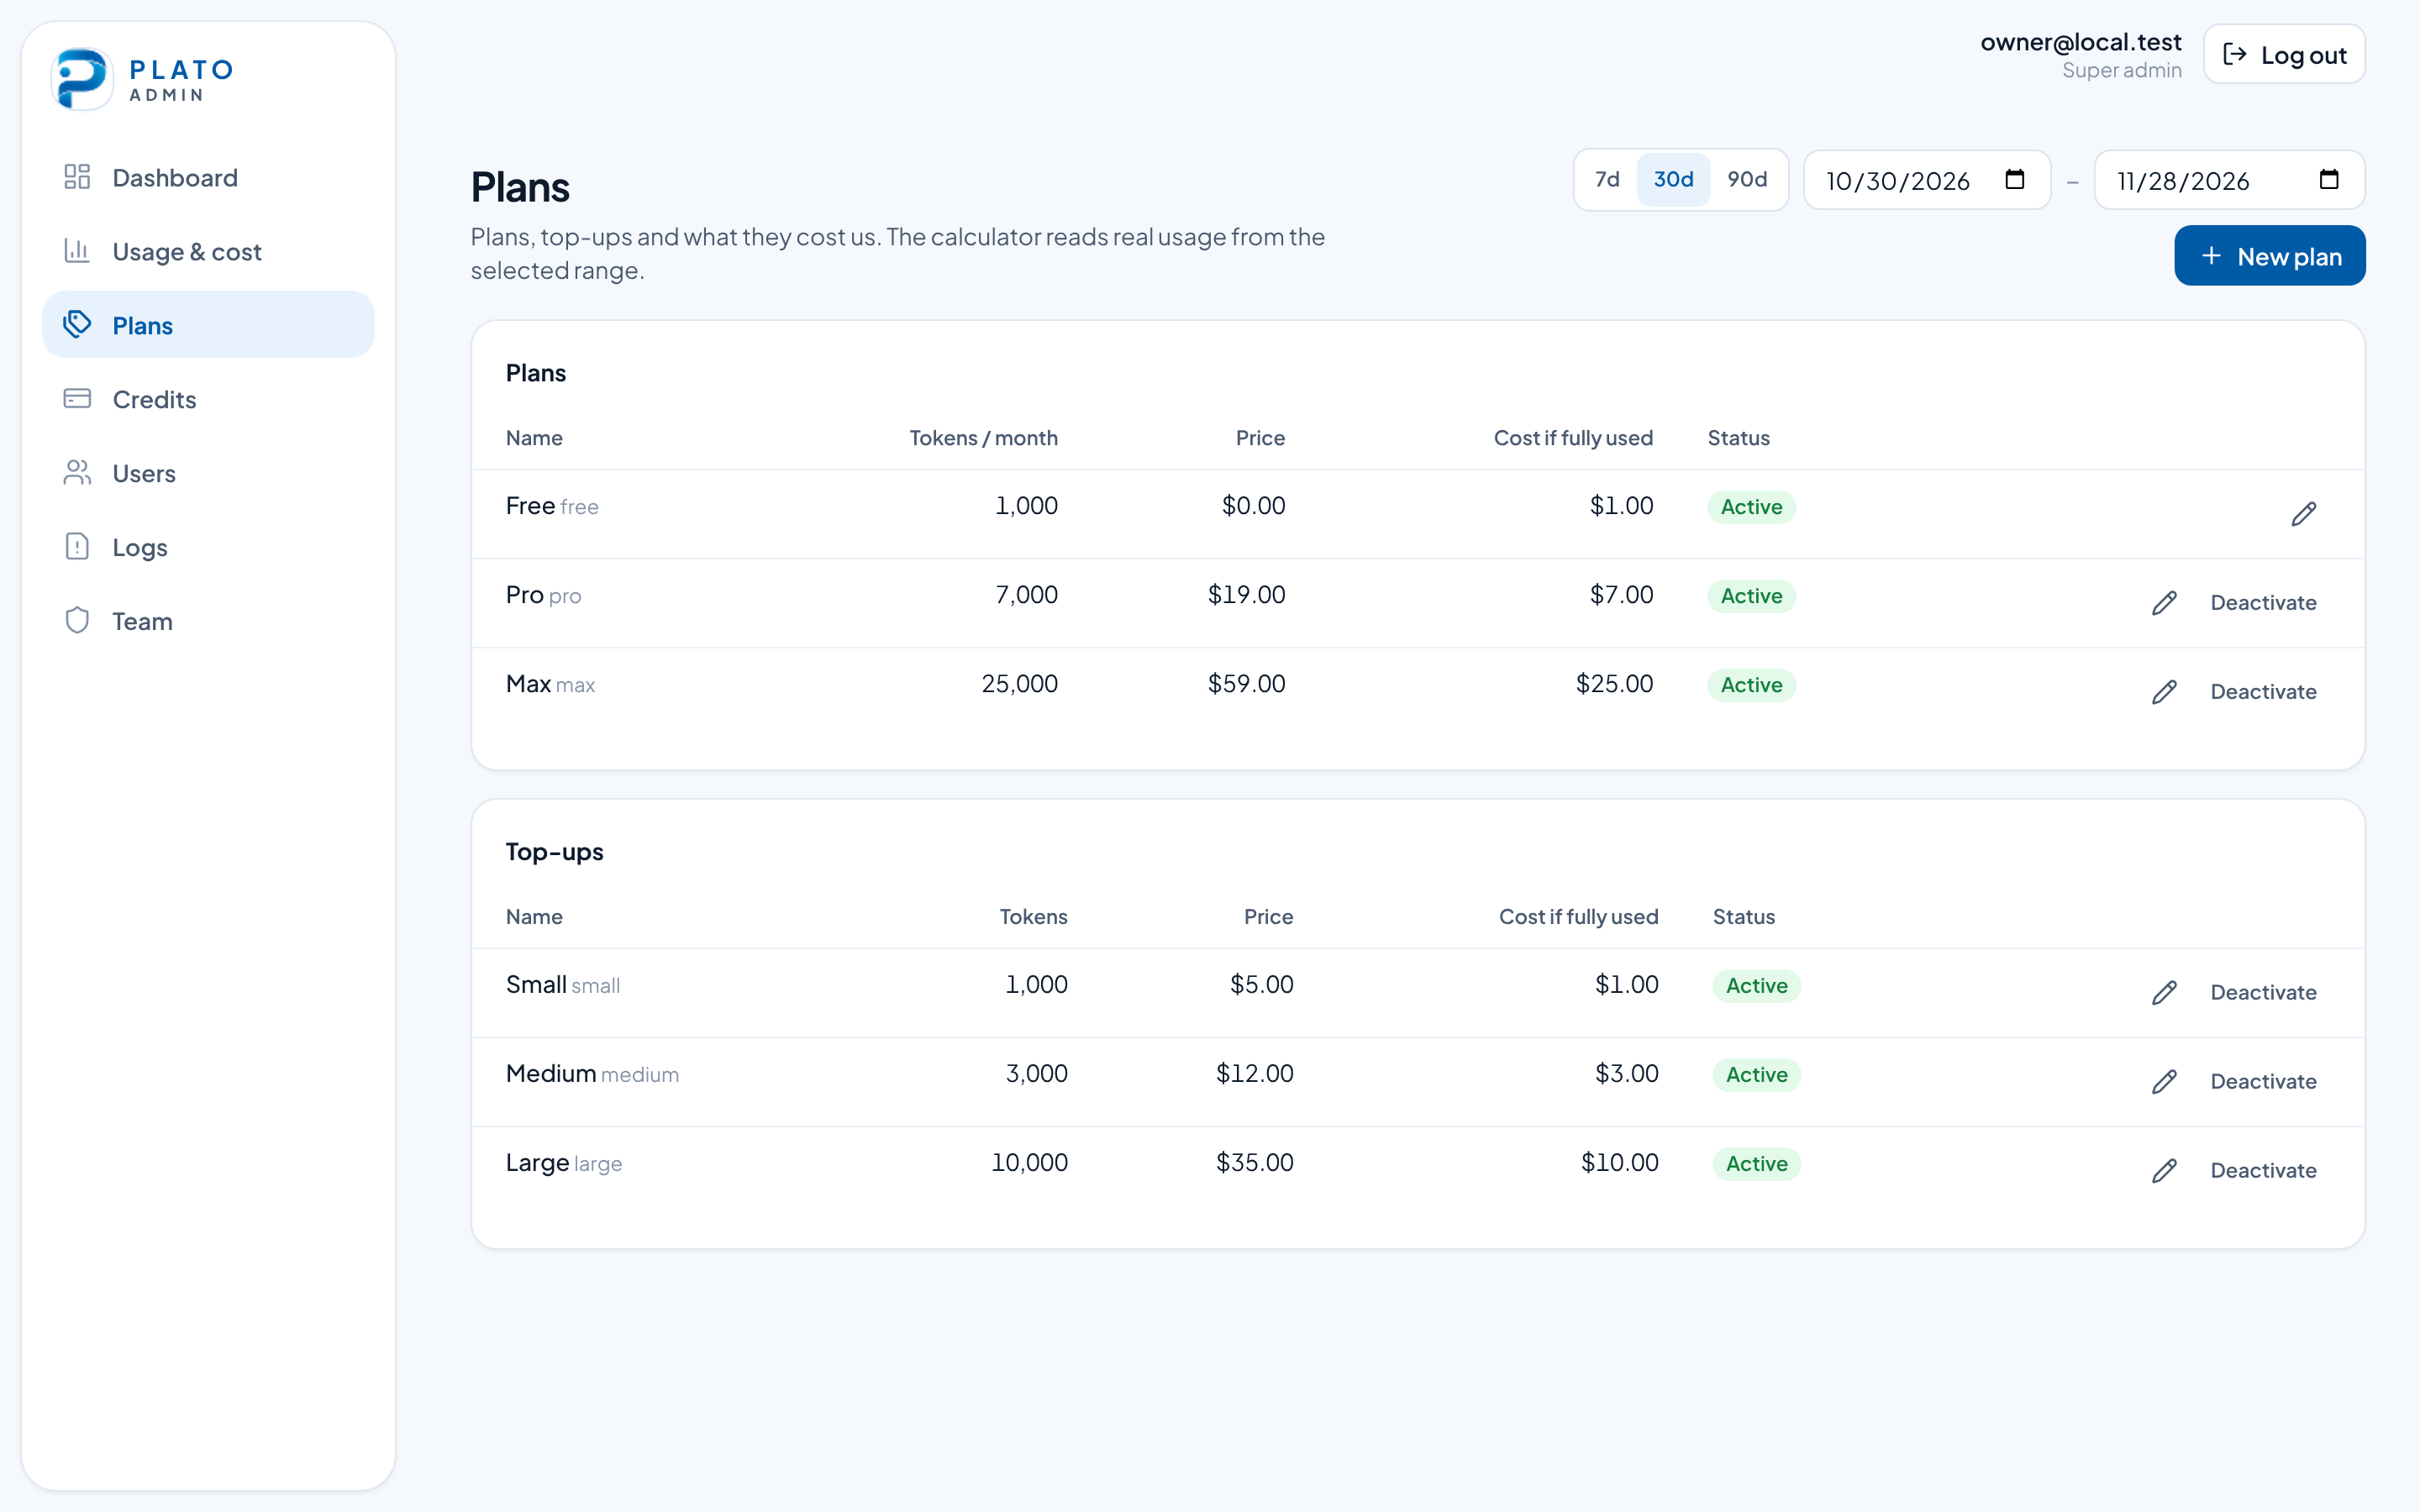 PLATO
ADMIN
Dashboard
Usage & cost
Plans
Credits
Users
Logs
Team
owner@local.test
Super admin
Log out
Plans
Plans, top-ups and what they cost us. The calculator reads real usage from the
selected range.
7d 30d 90d 10/30/2026 – 11/28/2026
+ New plan
Plans
Name Tokens / month Price Cost if fully used Status
Free free 1,000 $0.00 $1.00 Active
Pro pro 7,000 $19.00 $7.00 Active Deactivate
Max max 25,000 $59.00 $25.00 Active Deactivate
Top-ups
Name Tokens Price Cost if fully used Status
Small small 1,000 $5.00 $1.00 Active Deactivate
Medium medium 3,000 $12.00 $3.00 Active Deactivate
Large large 10,000 $35.00 $10.00 Active Deactivate